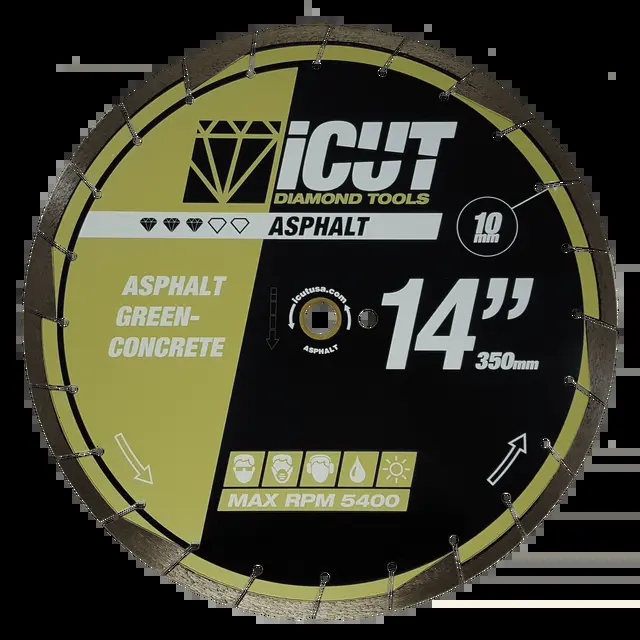 iCUT
DIAMOND TOOLS
ASPHALT
10
mm
ASPHALT
GREEN-
CONCRETE
icutusa.com
ASPHALT
14”
350mm
MAX RPM 5400